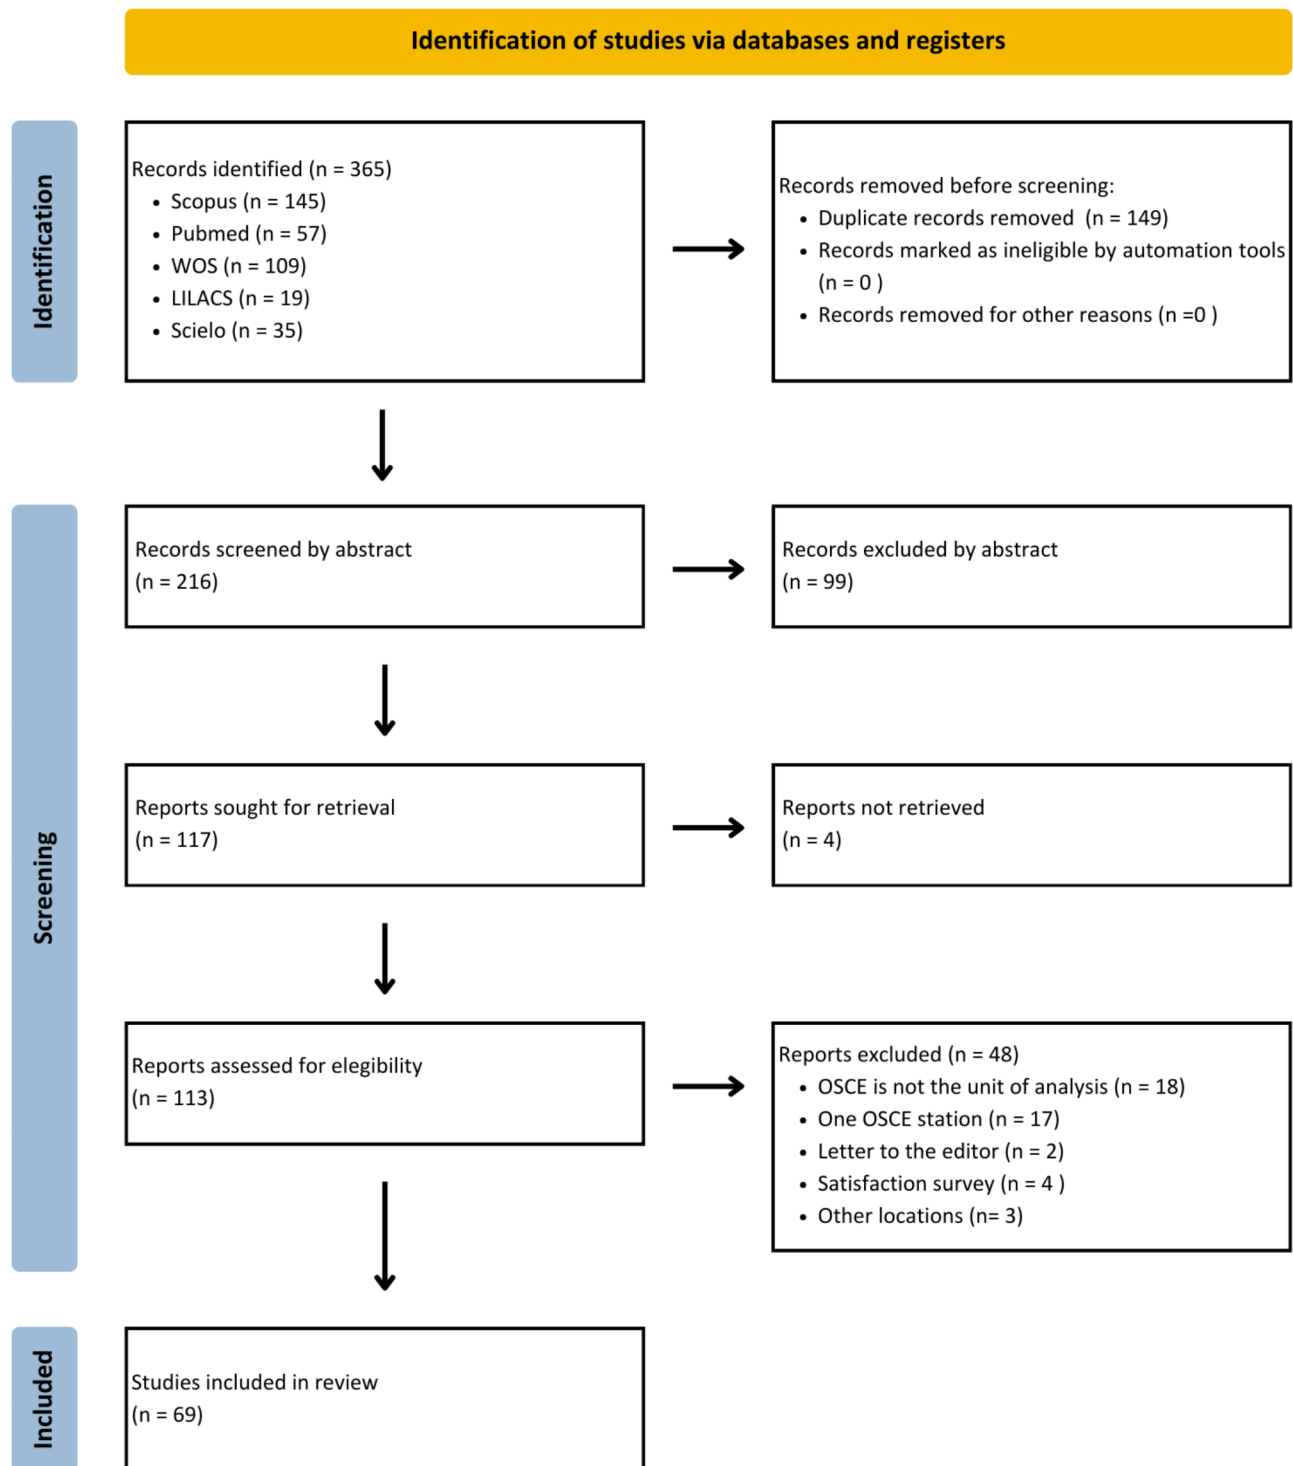 Identification of studies via databases and registers
Identification
Records identified (n = 365)
• Scopus (n = 145)
• Pubmed (n = 57)
• WOS (n = 109)
• LILACS (n = 19)
• Scielo (n = 35)
Records removed before screening:
• Duplicate records removed  (n = 149)
• Records marked as ineligible by automation tools
(n = 0 )
• Records removed for other reasons (n =0 )
Screening
Records screened by abstract
(n = 216)
Records excluded by abstract
(n = 99)
Reports sought for retrieval
(n = 117)
Reports not retrieved
(n = 4)
Reports assessed for elegibility
(n = 113)
Reports excluded (n = 48)
• OSCE is not the unit of analysis (n = 18)
• One OSCE station (n = 17)
• Letter to the editor (n = 2)
• Satisfaction survey (n = 4 )
• Other locations (n= 3)
Included
Studies included in review
(n = 69)